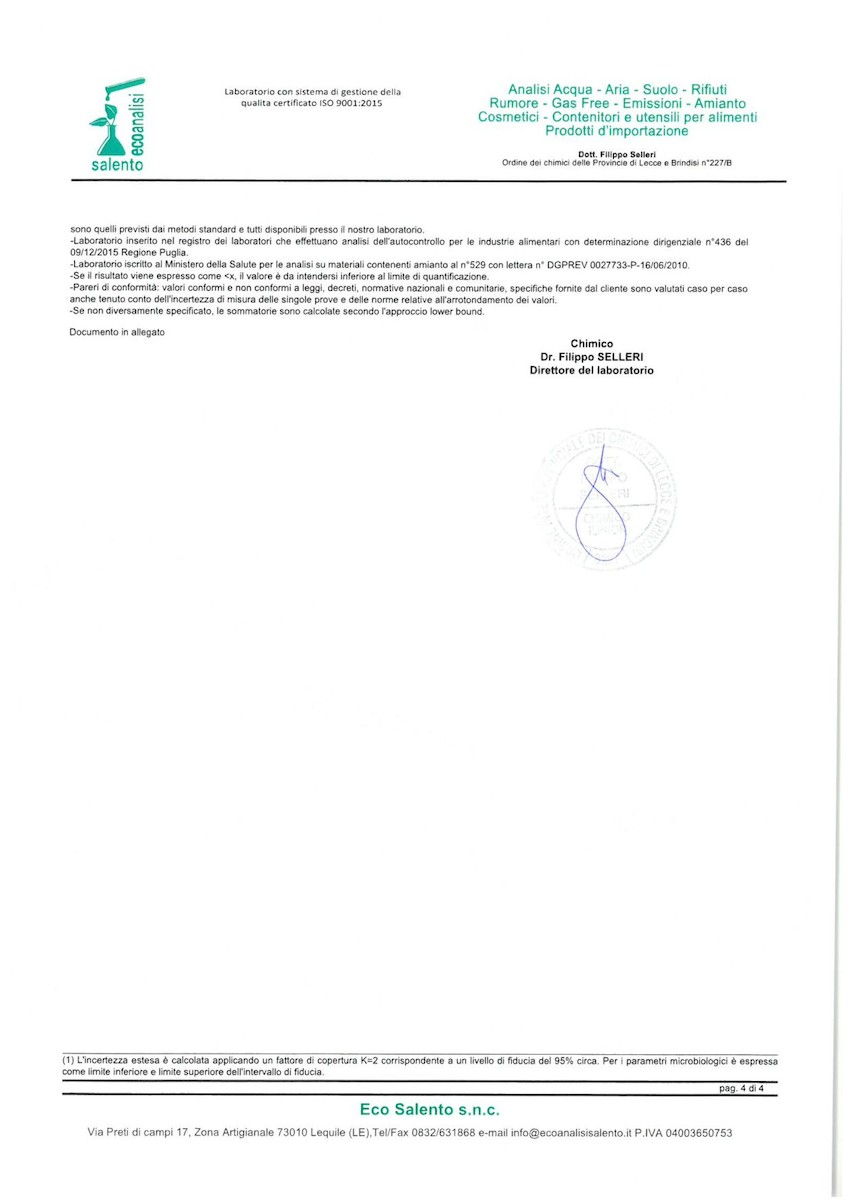 ecoanalisi
salento
Laboratorio con sistema di gestione della
qualita certificato ISO 9001:2015
Analisi Acqua - Aria - Suolo - Rifiuti
Rumore - Gas Free - Emissioni - Amianto
Cosmetici - Contenitori e utensili per alimenti
Prodotti d'importazione
Dott. Filippo Selleri
Ordine dei chimici delle Provincie di Lecce e Brindisi n°227/B
sono quelli previsti dai metodi standard e tutti disponibili presso il nostro laboratorio.
-Laboratorio inserito nel registro dei laboratori che effettuano analisi dell'autocontrollo per le industrie alimentari con determinazione dirigenziale n°436 del
09/12/2015 Regione Puglia.
-Laboratorio iscritto al Ministero della Salute per le analisi su materiali contenenti amianto al n°529 con lettera n° DGPREV 0027733-P-16/06/2010.
-Se il risultato viene espresso come <x, il valore è da intendersi inferiore al limite di quantificazione.
-Pareri di conformità: valori conformi e non conformi a leggi, decreti, normative nazionali e comunitarie, specifiche fornite dal cliente sono valutati caso per caso
anche tenuto conto dell'incertezza di misura delle singole prove e delle norme relative all'arrotondamento dei valori.
-Se non diversamente specificato, le sommatorie sono calcolate secondo l'approccio lower bound.
Documento in allegato
Chimico
Dr. Filippo SELLERI
Direttore del laboratorio
DEI CHIMICI DI LECCE E
(1) L'incertezza estesa è calcolata applicando un fattore di copertura K=2 corrispondente a un livello di fiducia del 95% circa. Per i parametri microbiologici è espressa
come limite inferiore e limite superiore dell'intervallo di fiducia.
pag. 4 di 4
Eco Salento s.n.c.
Via Preti di campi 17, Zona Artigianale 73010 Lequile (LE),Tel/Fax 0832/631868 e-mail info@ecoanalisisalento.it P.IVA 04003650753